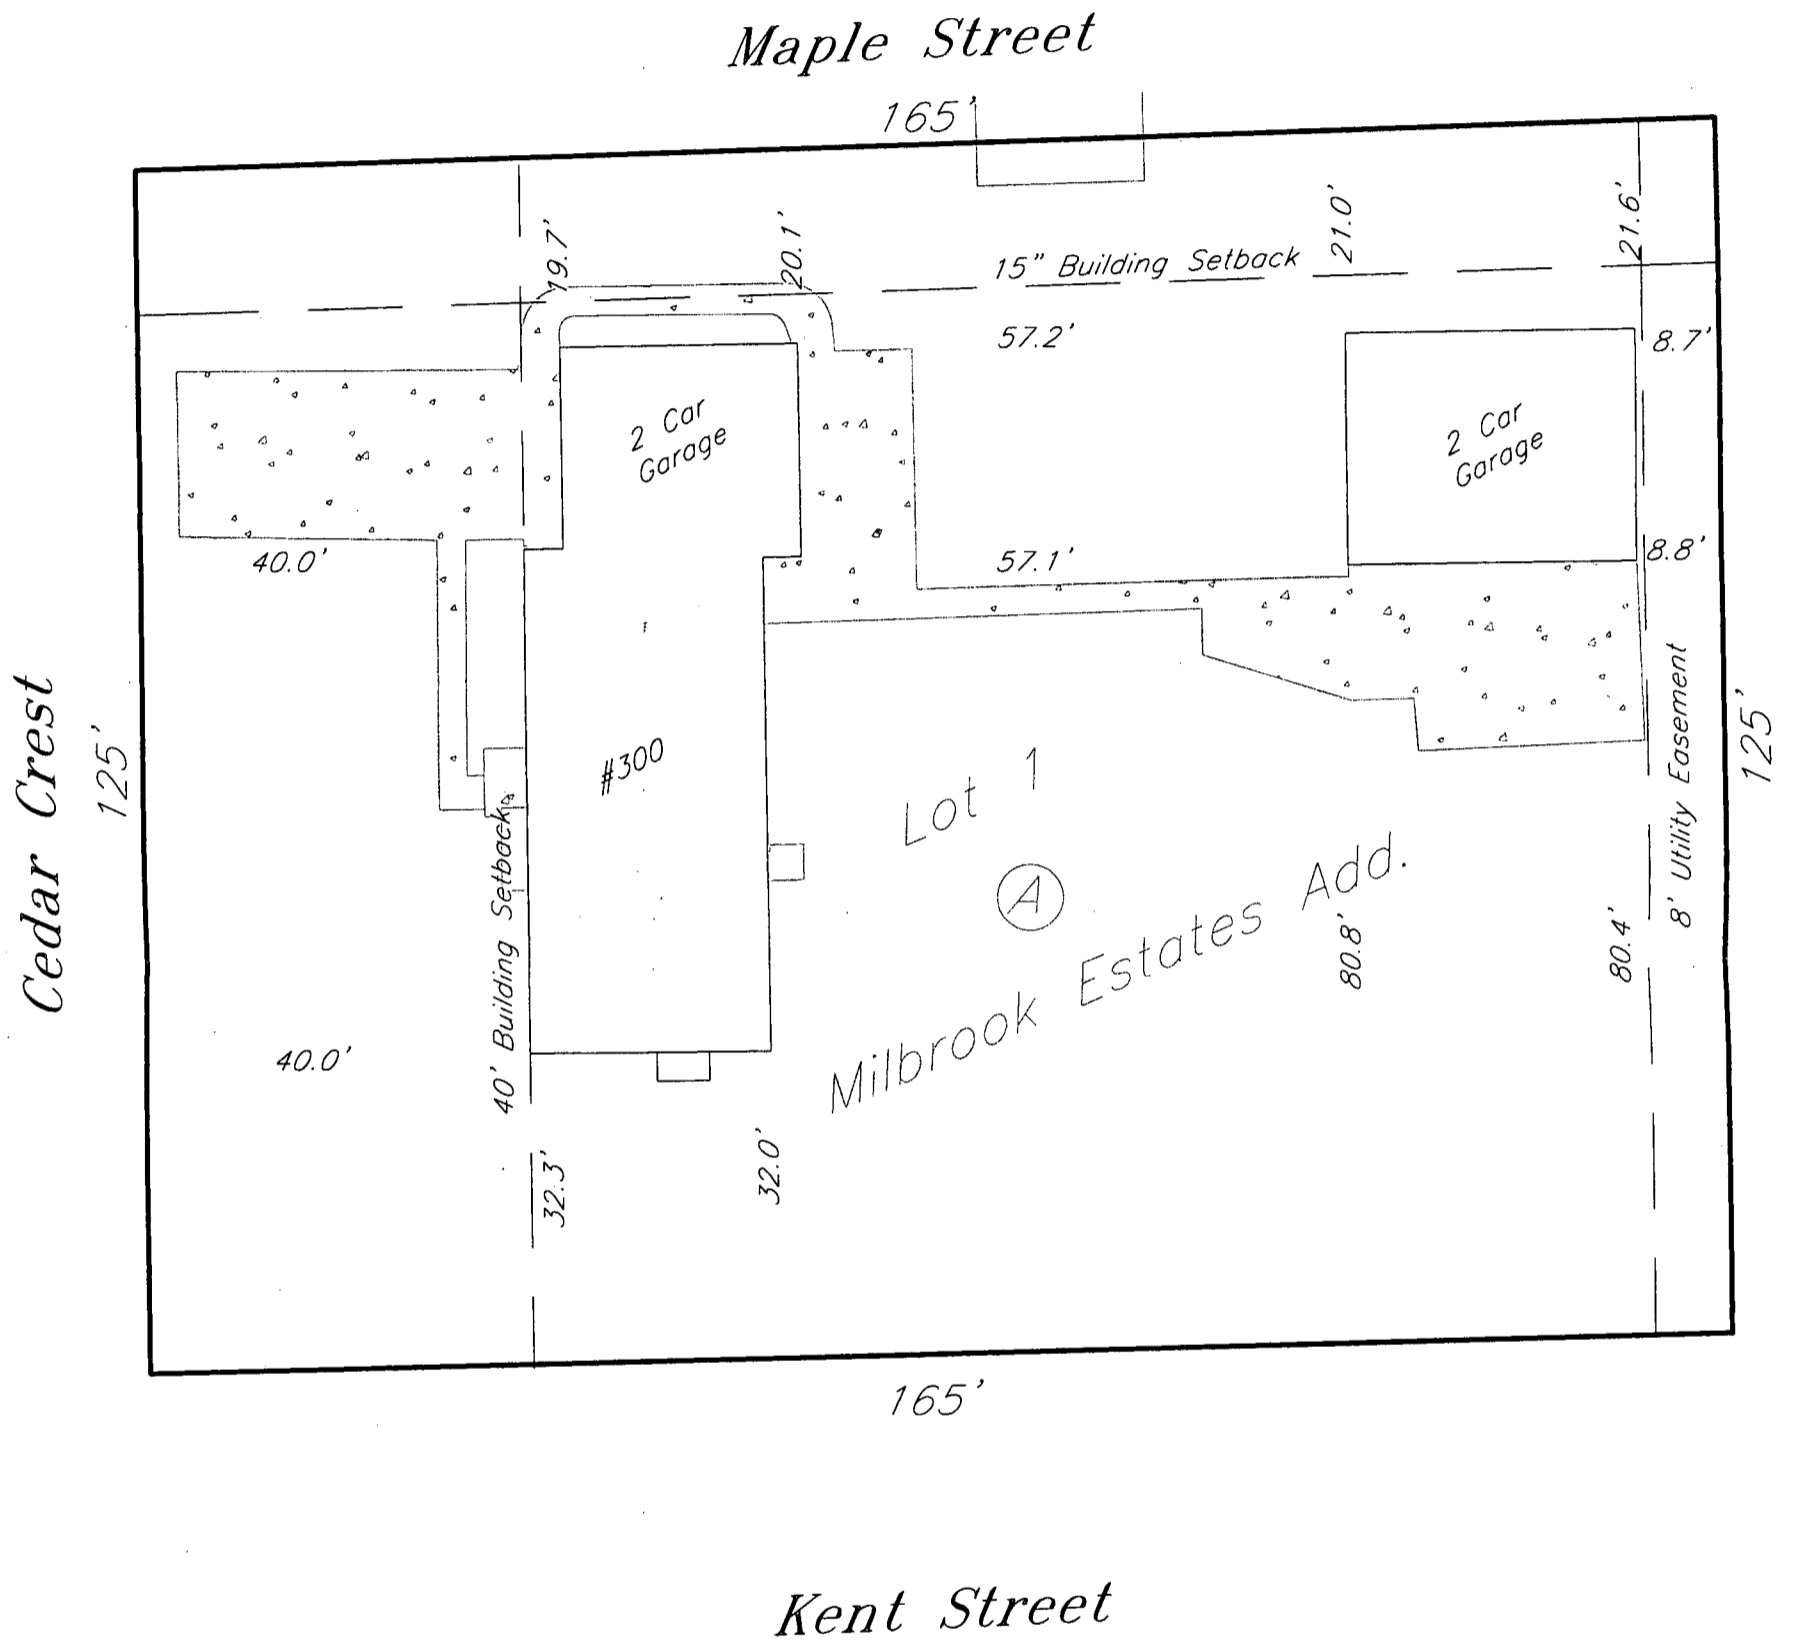 Maple Street
165'
19.7'
20.1'
15" Building Setback
21.0'
21.6'
57.2'
8.7'
2 Car
Garage
2 Car
Garage
40.0'
57.1'
8.8'
Cedar Crest
125'
#300
Lot 1
A
Milbrook Estates Add.
40' Building Setback
8' Utility Easement
125'
80.8'
80.4'
40.0'
32.3'
32.0'
165'
Kent Street